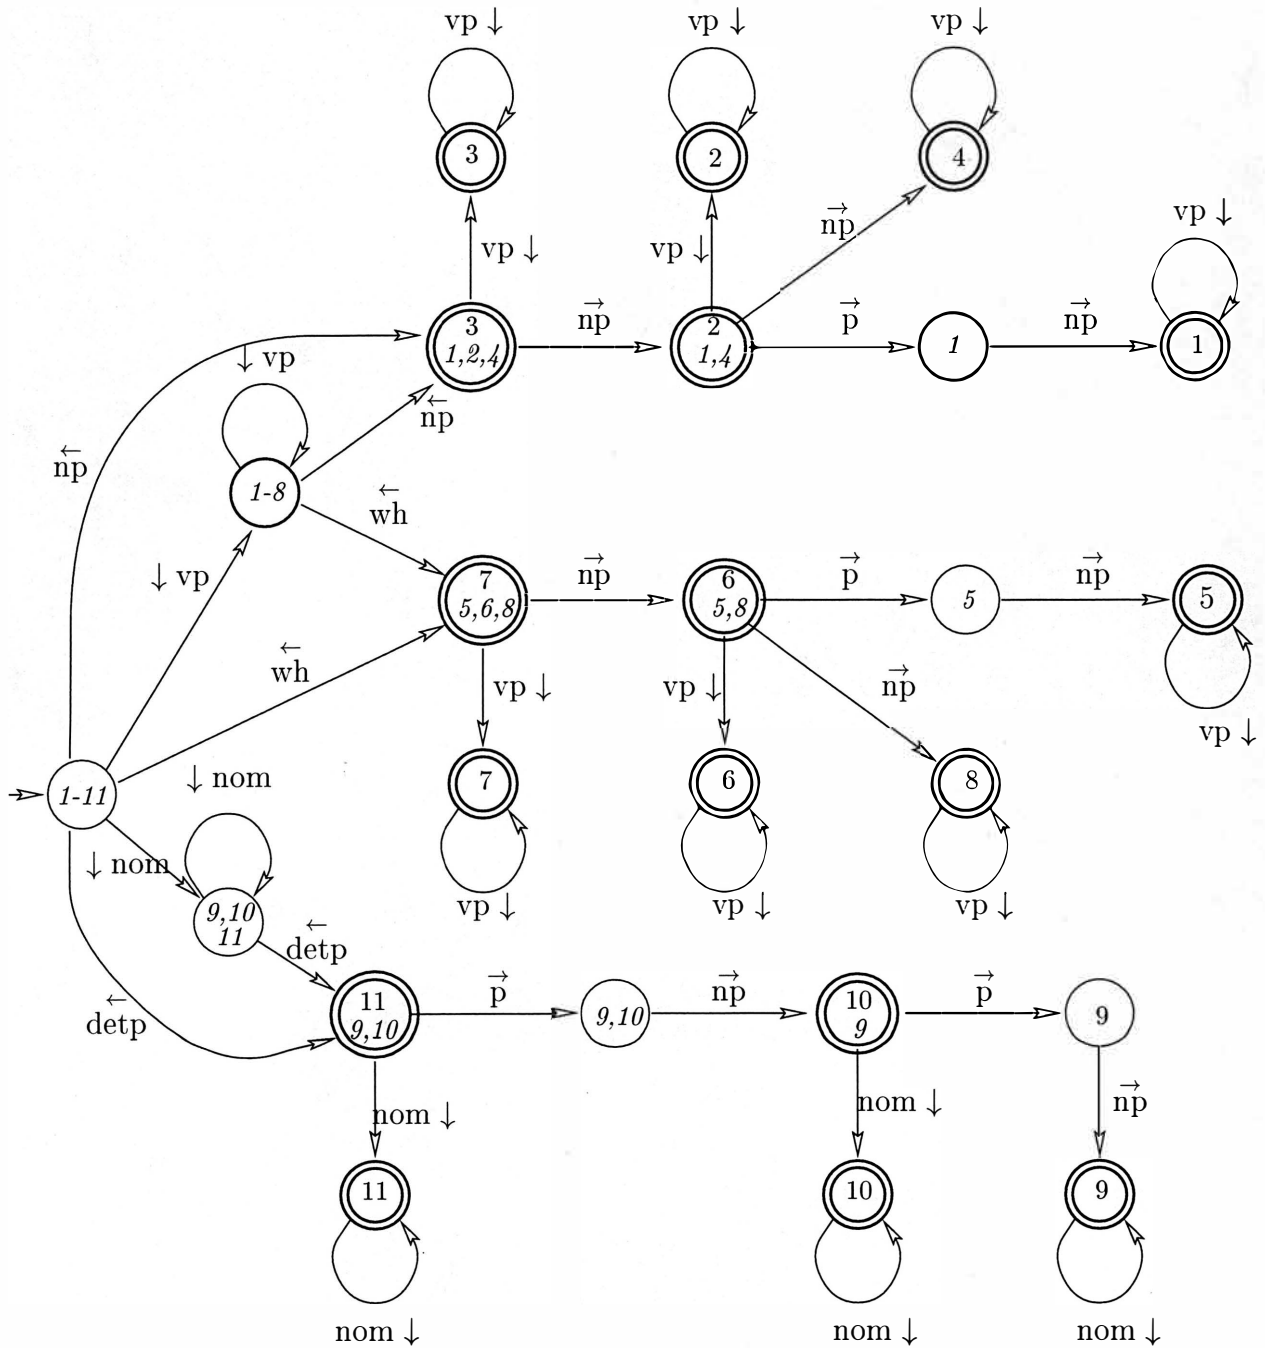 vp ↓ vp ↓ vp ↓
3 2 4
vp ↓ vp ↓ →np vp ↓
3 →np 2 →p →np
1,2,4 1,4 1 1
↓ vp
←np
←np
1-8
←wh
↓ vp
7 →np 6 →p →np
5,6,8 5,8 5 5
←wh
vp ↓ vp ↓ →np
vp ↓
↓ nom
7 6 8
1-11
↓ nom
vp ↓ vp ↓ vp ↓
9,10
11
←detp
←detp
11 →p →np 10 →p
9,10 9,10 9 9
nom ↓ nom ↓ →np
11 10 9
nom ↓ nom ↓ nom ↓